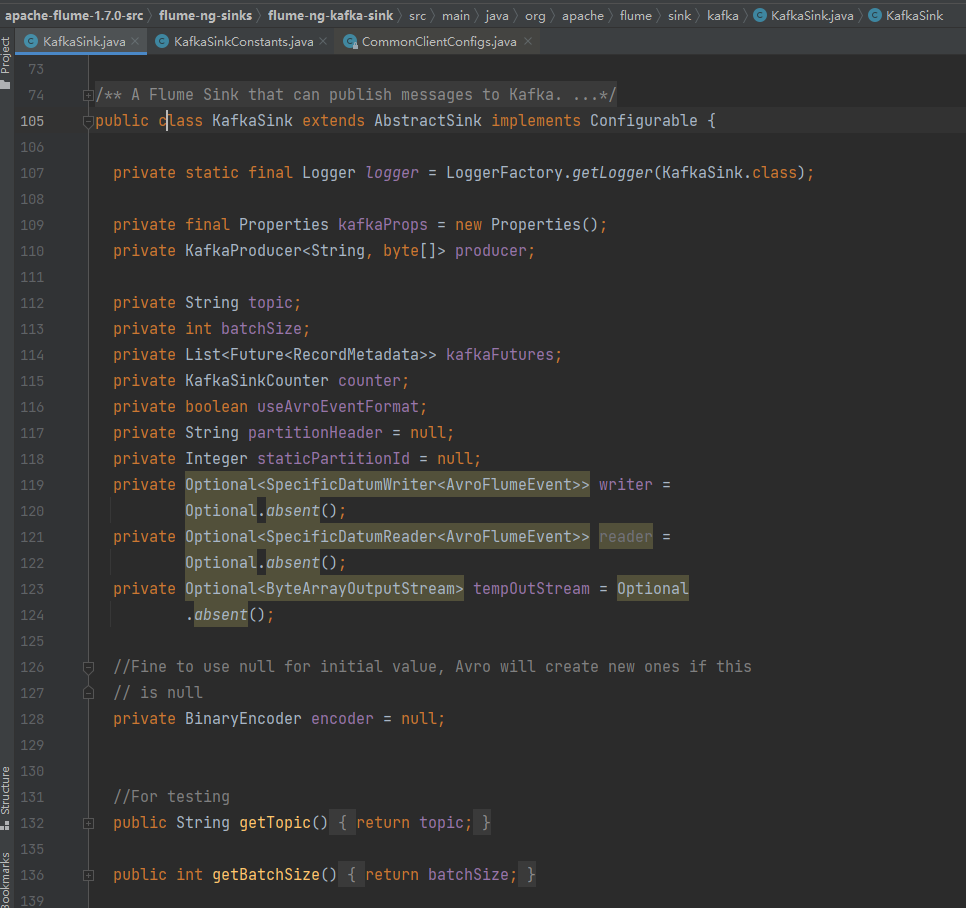 apache-flume-1.7.0-src 〉 flume-ng-sinks 〉 flume-ng-kafka-sink 〉 src 〉 main 〉 java 〉 org 〉 apache 〉 flume 〉 sink 〉 kafka 〉 KafkaSink.java 〉 KafkaSink
KafkaSink.java × KafkaSinkConstants.java × CommonClientConfigs.java ×
Project
73
74 /** A Flume Sink that can publish messages to Kafka. ...*/
105 public class KafkaSink extends AbstractSink implements Configurable {
106
107 private static final Logger logger = LoggerFactory.getLogger(KafkaSink.class);
108
109 private final Properties kafkaProps = new Properties();
110 private KafkaProducer<String, byte[]> producer;
111
112 private String topic;
113 private int batchSize;
114 private List<Future<RecordMetadata>> kafkaFutures;
115 private KafkaSinkCounter counter;
116 private boolean useAvroEventFormat;
117 private String partitionHeader = null;
118 private Integer staticPartitionId = null;
119 private Optional<SpecificDatumWriter<AvroFlumeEvent>> writer =
120 Optional.absent();
121 private Optional<SpecificDatumReader<AvroFlumeEvent>> reader =
122 Optional.absent();
123 private Optional<ByteArrayOutputStream> tempOutStream = Optional
124 .absent();
125
126 //Fine to use null for initial value, Avro will create new ones if this
127 // is null
128 private BinaryEncoder encoder = null;
129
130
131 //For testing
132 public String getTopic() { return topic; }
135
136 public int getBatchSize() { return batchSize; }
139
Structure
Bookmarks